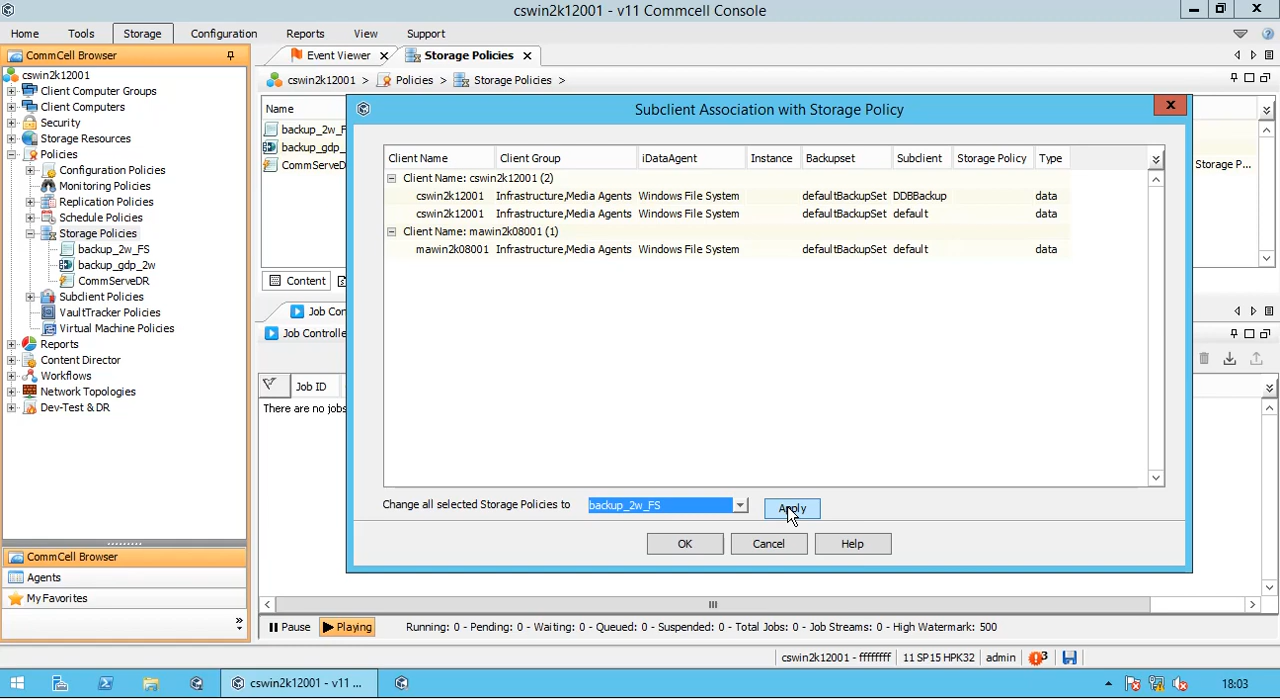 cswin2k12001 - v11 Commcell Console
Home Tools Storage Configuration Reports View Support
CommCell Browser
cswin2k12001
Client Computer Groups
Client Computers
Security
Storage Resources
Policies
Configuration Policies
Monitoring Policies
Replication Policies
Schedule Policies
Storage Policies
backup_2w_FS
backup_gdp_2w
CommServeDR
Subclient Policies
VaultTracker Policies
Virtual Machine Policies
Reports
Content Director
Workflows
Network Topologies
Dev-Test & DR
CommCell Browser
Agents
My Favorites
Event Viewer Storage Policies
cswin2k12001 > Policies > Storage Policies >
Name
backup_2w_F
backup_gdp_
CommServeD
Storage P...
Content
Job Con
Job Controlle
Job ID
There are no jobs
Subclient Association with Storage Policy
Client Name Client Group iDataAgent Instance Backupset Subclient Storage Policy Type
Client Name: cswin2k12001 (2)
cswin2k12001 Infrastructure,Media Agents Windows File System defaultBackupSet DDBBackup data
cswin2k12001 Infrastructure,Media Agents Windows File System defaultBackupSet default data
Client Name: mawin2k08001 (1)
mawin2k08001 Infrastructure,Media Agents Windows File System defaultBackupSet default data
Change all selected Storage Policies to backup_2w_FS Apply
OK Cancel Help
Pause Playing Running: 0 - Pending: 0 - Waiting: 0 - Queued: 0 - Suspended: 0 - Total Jobs: 0 - Job Streams: 0 - High Watermark: 500
cswin2k12001 - ffffffff 11 SP15 HPK32 admin 3
cswin2k12001 - v11 ... 18:03